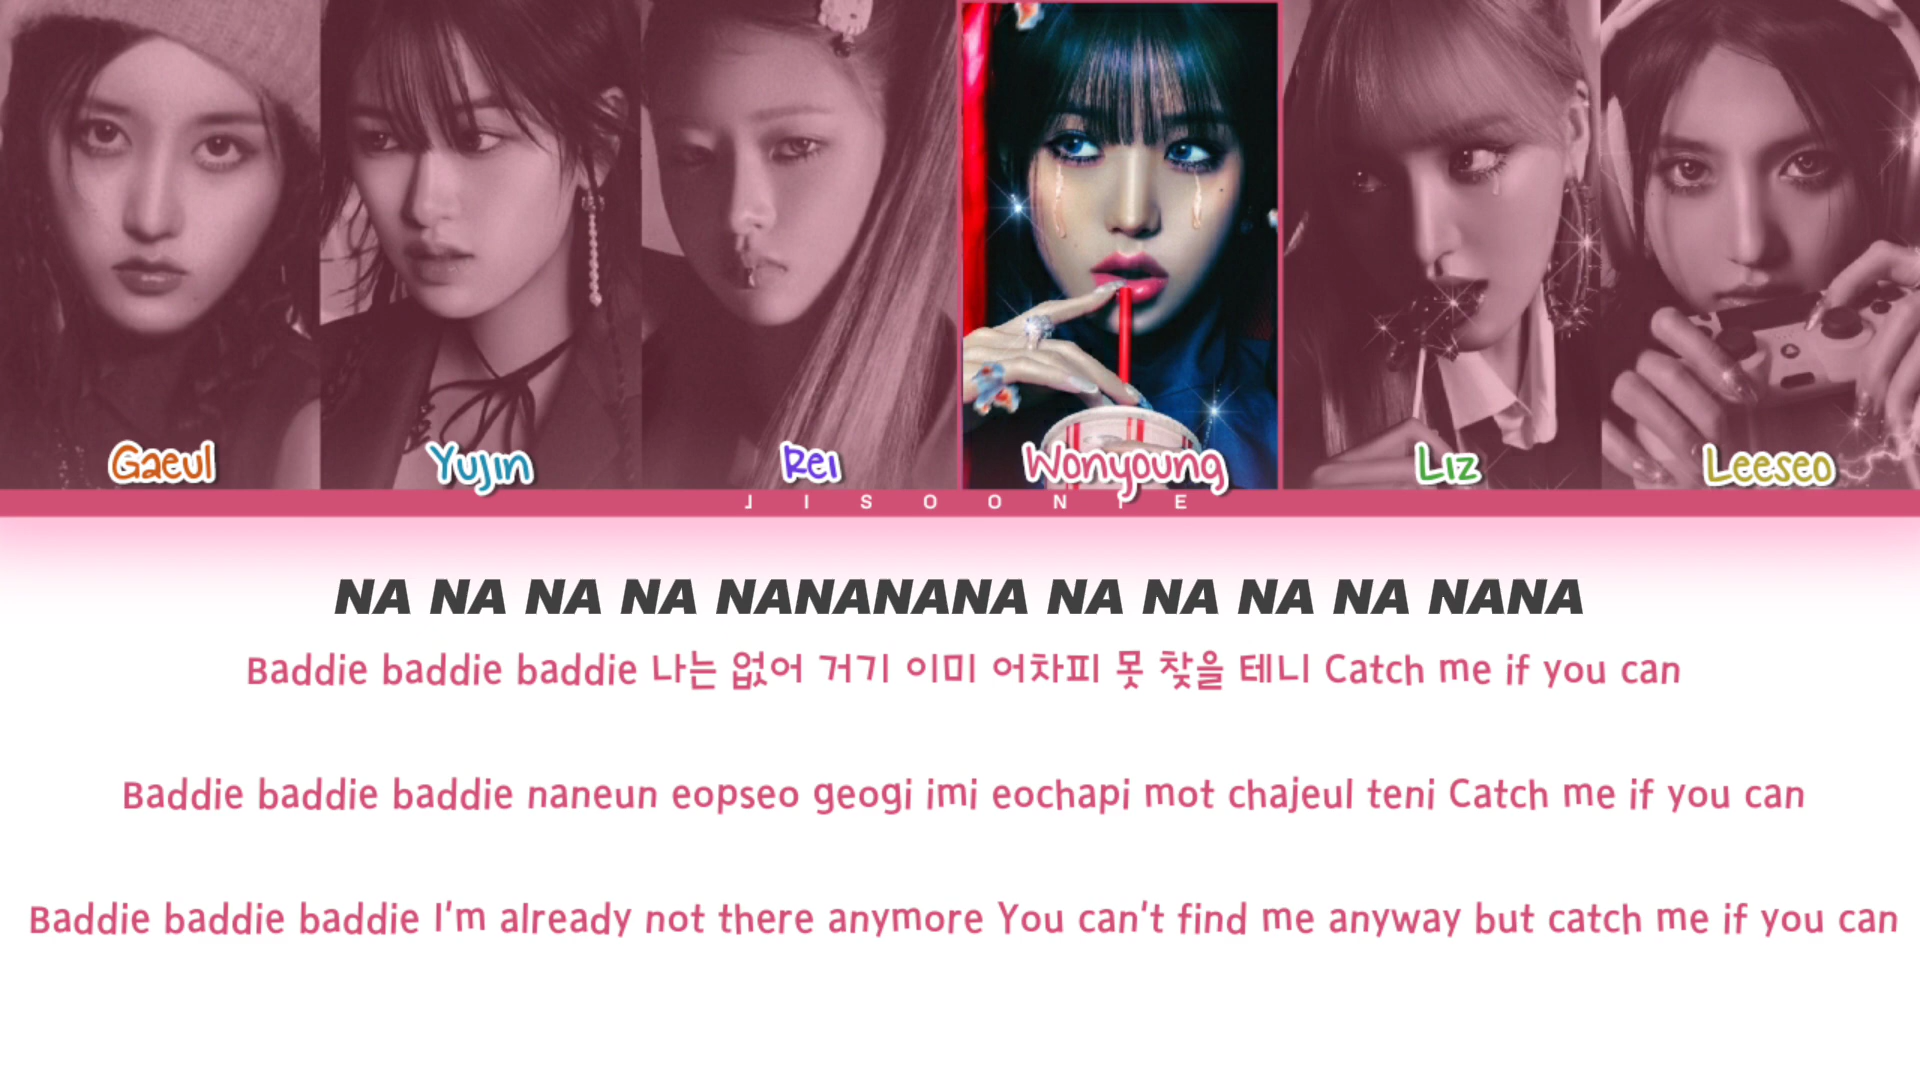 Gaeul Yujin Rei Wonyoung Liz Leeseo
JISOONIE
NA NA NA NA NANANANA NA NA NA NA NANA
Baddie baddie baddie 나는 없어 거기 이미 어차피 못 찾을 테니 Catch me if you can
Baddie baddie baddie naneun eopseo geogi imi eochapi mot chajeul teni Catch me if you can
Baddie baddie baddie I'm already not there anymore You can't find me anyway but catch me if you can